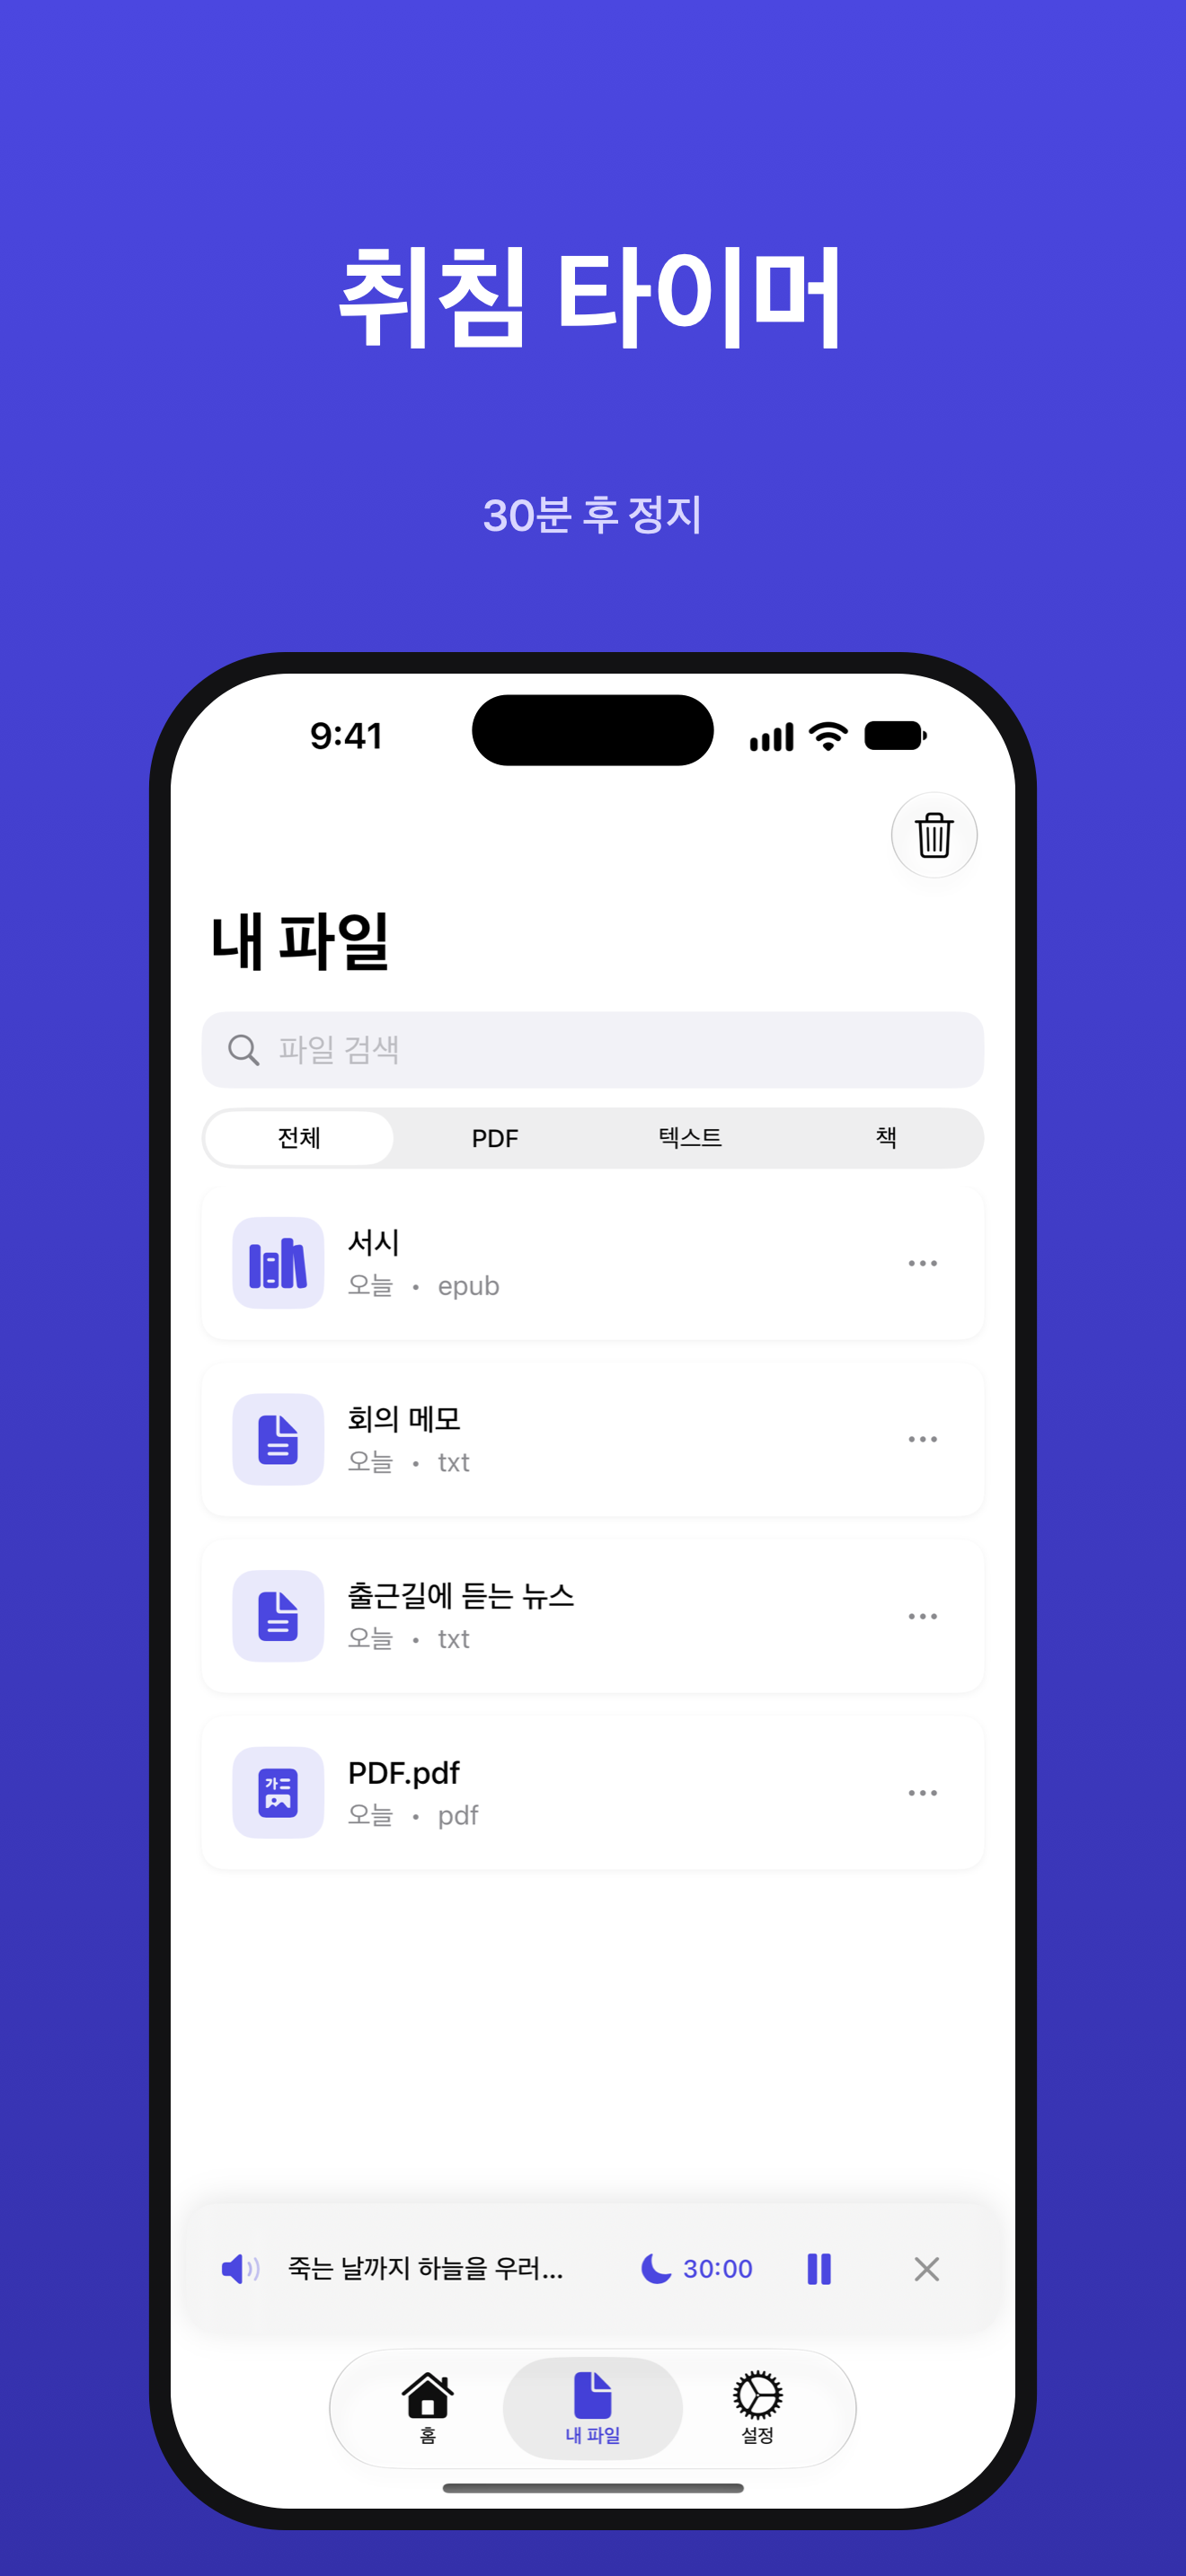 취침 타이머
30분 후 정지
9:41
내 파일
파일 검색
전체 PDF 텍스트 책
서시
오늘 • epub
회의 메모
오늘 • txt
출근길에 듣는 뉴스
오늘 • txt
가
PDF.pdf
오늘 • pdf
죽는 날까지 하늘을 우러... 30:00
홈 내 파일 설정